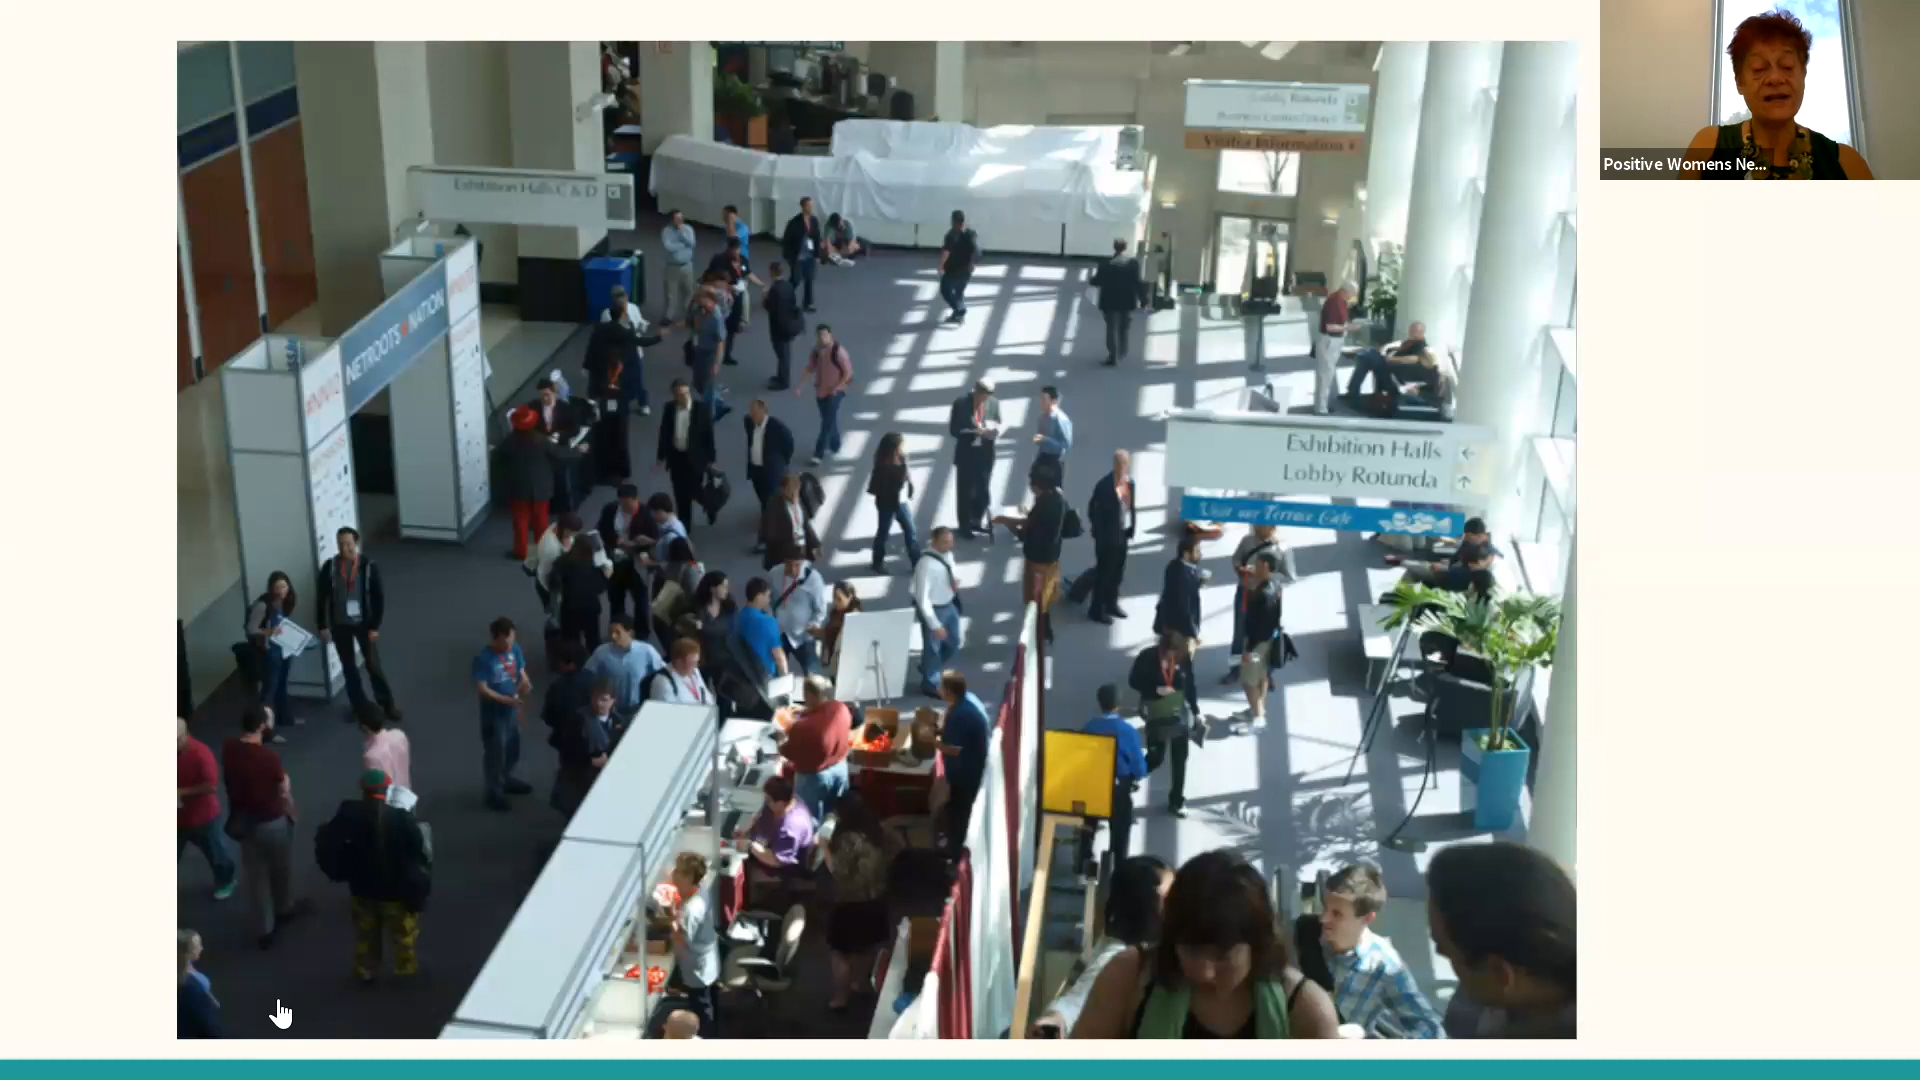 Lobby Rotunda
Visitor Information
Exhibition Halls C & D
NETROOTS NATION
#NN12
Exhibition Halls
Lobby Rotunda
Visit our Terrace Cafe
Positive Womens Ne...